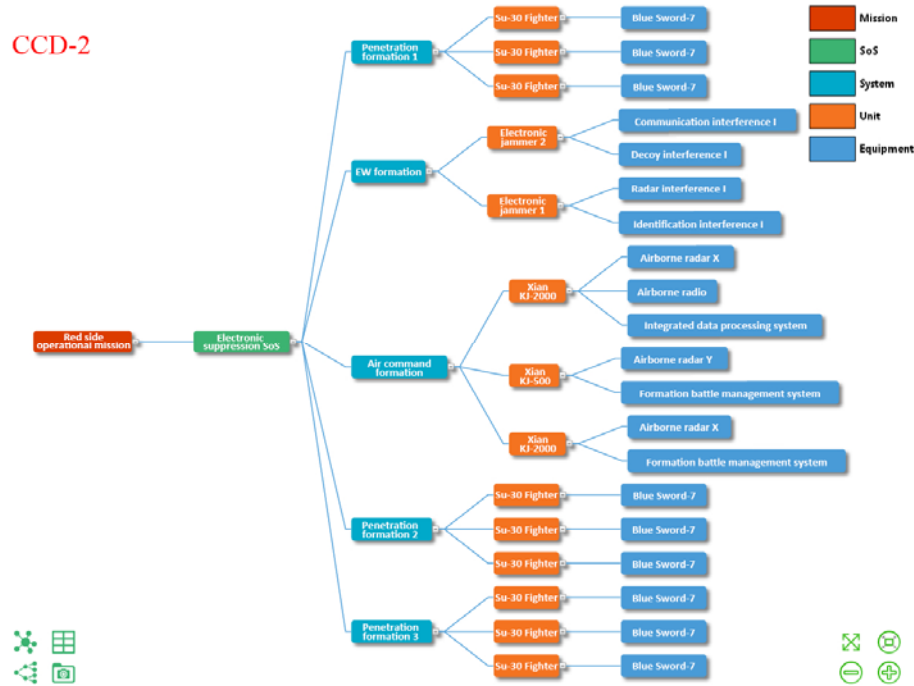 CCD-2
Mission
SoS
System
Unit
Equipment
Red side
operational mission
Electronic
suppression SoS
Penetration
formation 1
Su-30 Fighter
Blue Sword-7
Su-30 Fighter
Blue Sword-7
Su-30 Fighter
Blue Sword-7
EW formation
Electronic
jammer 2
Communication interference I
Decoy interference I
Electronic
jammer 1
Radar interference I
Identification interference I
Air command
formation
Xian
KJ-2000
Airborne radar X
Airborne radio
Integrated data processing system
Xian
KJ-500
Airborne radar Y
Formation battle management system
Xian
KJ-2000
Airborne radar X
Formation battle management system
Penetration
formation 2
Su-30 Fighter
Blue Sword-7
Su-30 Fighter
Blue Sword-7
Su-30 Fighter
Blue Sword-7
Penetration
formation 3
Su-30 Fighter
Blue Sword-7
Su-30 Fighter
Blue Sword-7
Su-30 Fighter
Blue Sword-7